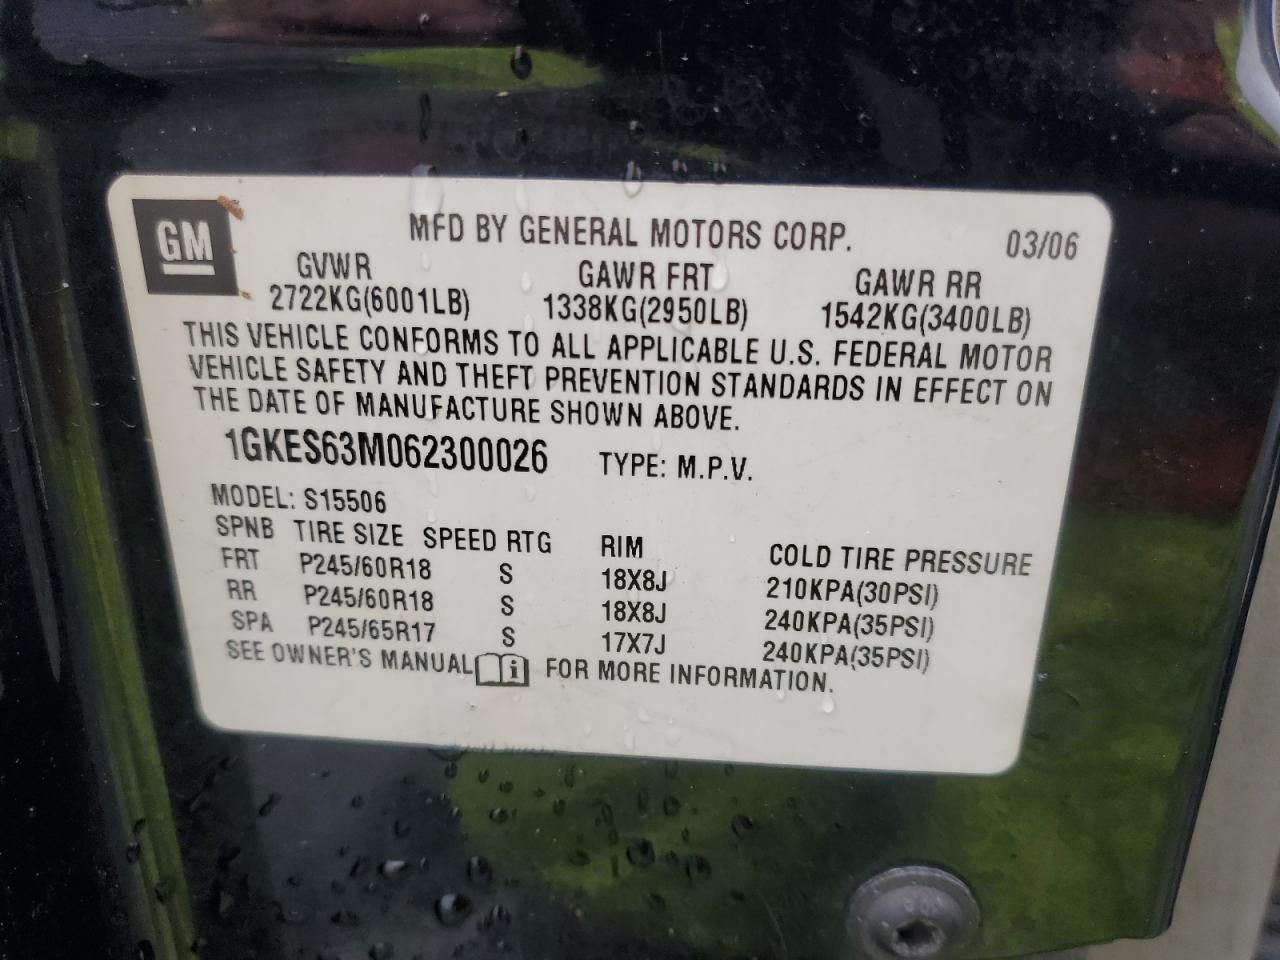 GM
MFD BY GENERAL MOTORS CORP. 03/06
GVWR GAWR FRT GAWR RR
2722KG(6001LB) 1338KG(2950LB) 1542KG(3400LB)
THIS VEHICLE CONFORMS TO ALL APPLICABLE U.S. FEDERAL MOTOR
VEHICLE SAFETY AND THEFT PREVENTION STANDARDS IN EFFECT ON
THE DATE OF MANUFACTURE SHOWN ABOVE.
1GKES63M062300026 TYPE: M.P.V.
MODEL: S15506
SPNB TIRE SIZE SPEED RTG RIM COLD TIRE PRESSURE
FRT P245/60R18 S 18X8J 210KPA(30PSI)
RR P245/60R18 S 18X8J 240KPA(35PSI)
SPA P245/65R17 S 17X7J 240KPA(35PSI)
SEE OWNER'S MANUAL i FOR MORE INFORMATION.